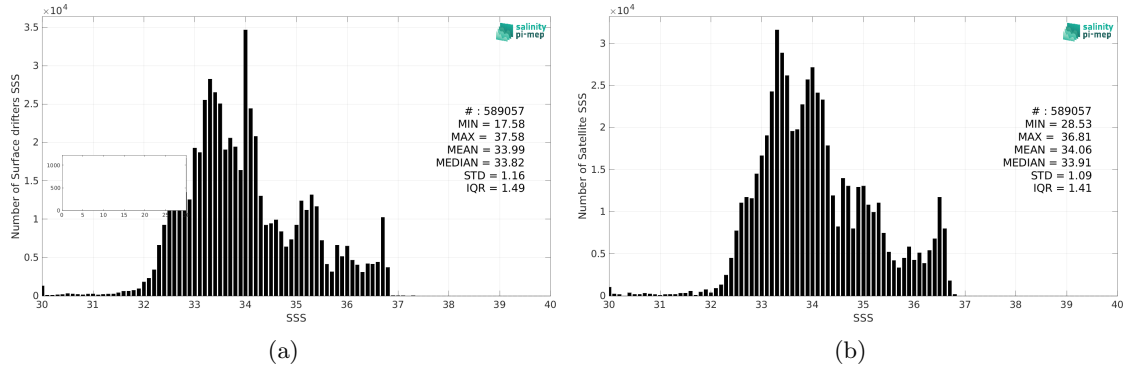 ×10⁴
3.5
3
2.5
2
1.5
1
0.5
0
Number of Surface drifters SSS
salinity
pi-mep
# : 589057
MIN = 17.58
MAX = 37.58
MEAN = 33.99
MEDIAN = 33.82
STD = 1.16
IQR = 1.49
1000
500
0
0 5 10 15 20 25
30 31 32 33 34 35 36 37 38 39 40
SSS
(a)
×10⁴
3
2.5
2
1.5
1
0.5
0
Number of Satellite SSS
salinity
pi-mep
# : 589057
MIN = 28.53
MAX = 36.81
MEAN = 34.06
MEDIAN = 33.91
STD = 1.09
IQR = 1.41
30 31 32 33 34 35 36 37 38 39 40
SSS
(b)